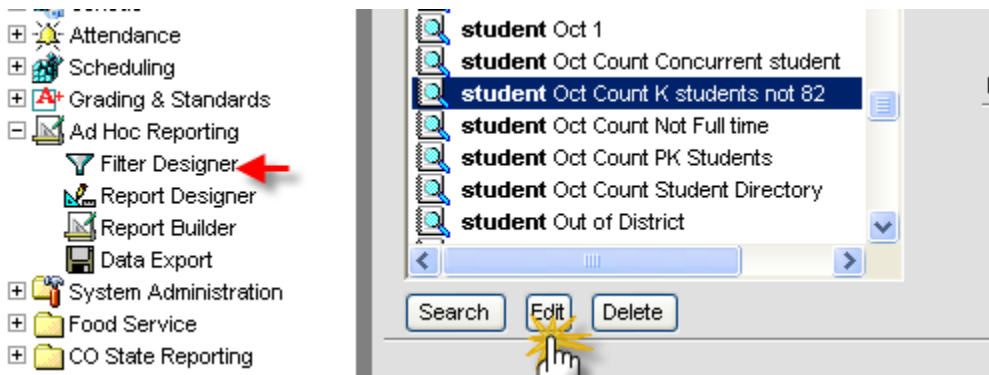 Attendance
Scheduling
Grading & Standards
Ad Hoc Reporting
Filter Designer
Report Designer
Report Builder
Data Export
System Administration
Food Service
CO State Reporting
student Oct 1
student Oct Count Concurrent student
student Oct Count K students not 82
student Oct Count Not Full time
student Oct Count PK Students
student Oct Count Student Directory
student Out of District
Search Edit Delete